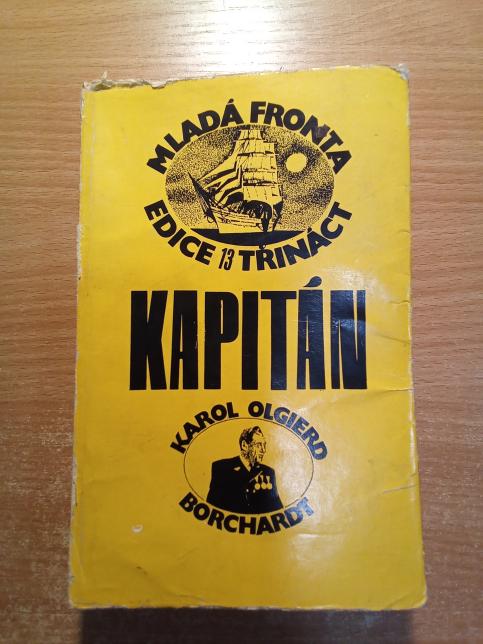 MLADÁ FRONTA
EDICE 13 TŘINÁCT
KAPITÁN
KAROL OLGIERD
BORCHARDT